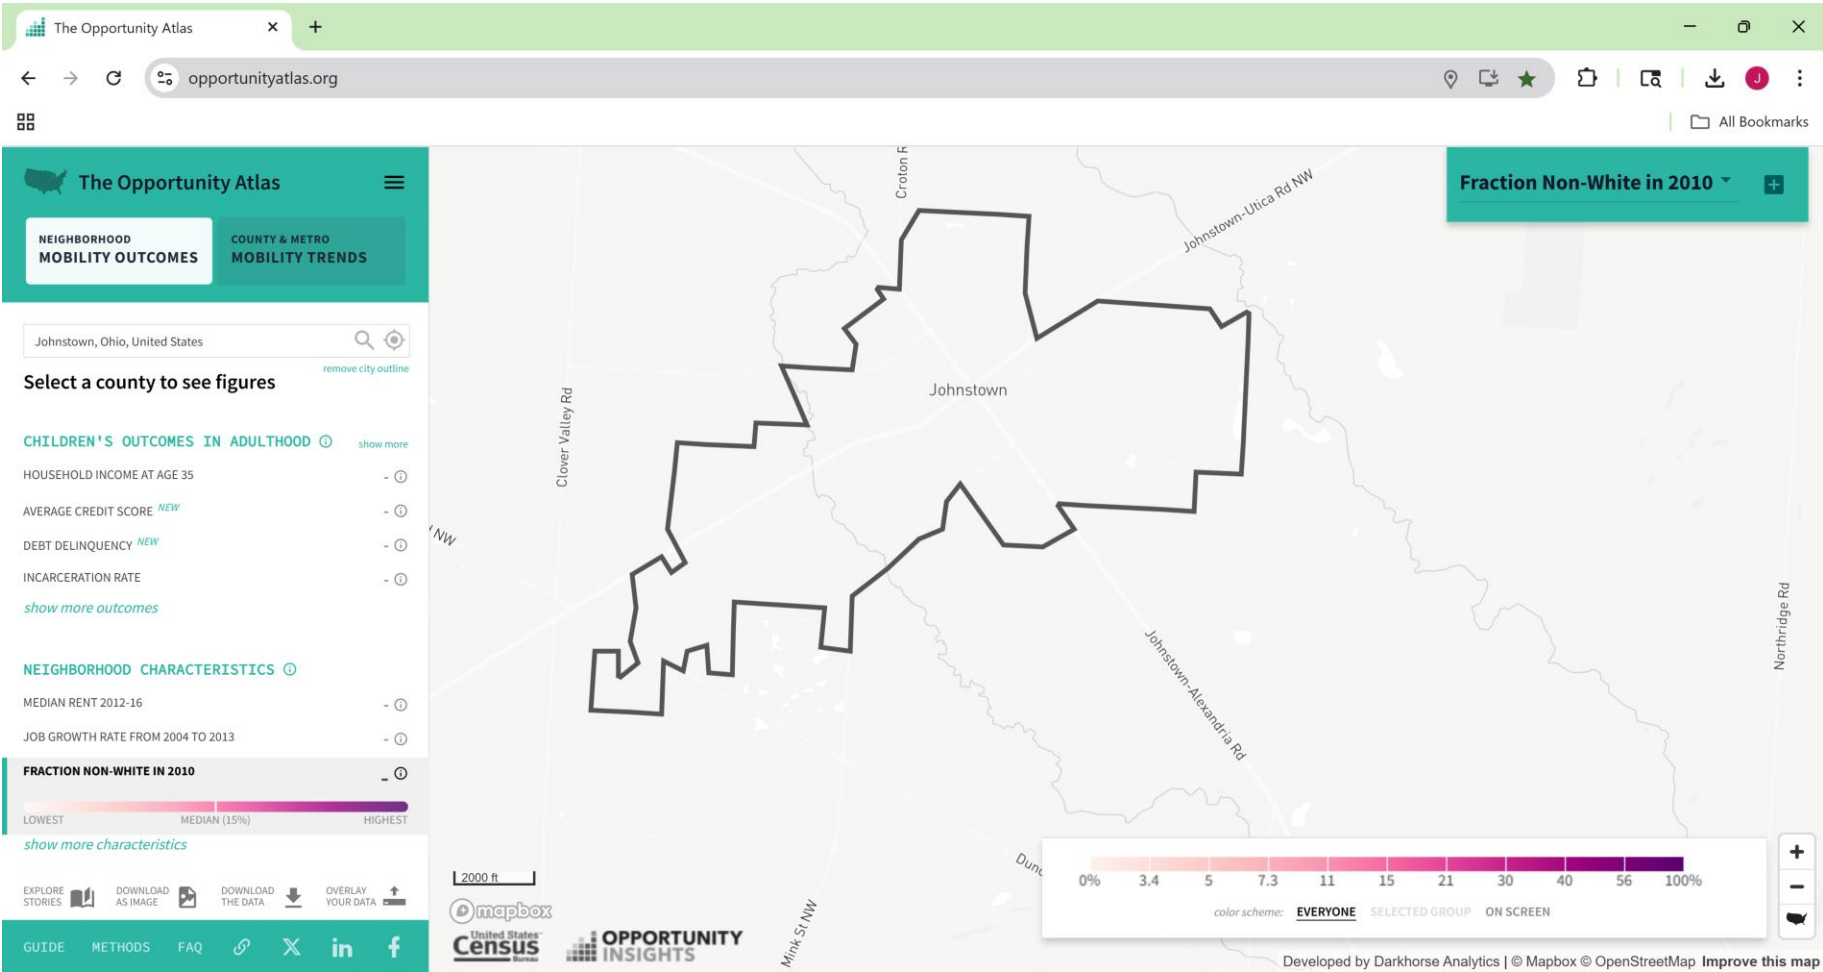 The Opportunity Atlas
opportunityatlas.org
J
All Bookmarks
The Opportunity Atlas
NEIGHBORHOOD
MOBILITY OUTCOMES
COUNTY & METRO
MOBILITY TRENDS
Johnstown, Ohio, United States
remove city outline
Select a county to see figures
CHILDREN'S OUTCOMES IN ADULTHOOD
show more
HOUSEHOLD INCOME AT AGE 35 -
AVERAGE CREDIT SCORE NEW -
DEBT DELINQUENCY NEW -
INCARCERATION RATE -
show more outcomes
NEIGHBORHOOD CHARACTERISTICS
MEDIAN RENT 2012-16 -
JOB GROWTH RATE FROM 2004 TO 2013 -
FRACTION NON-WHITE IN 2010 -
LOWEST MEDIAN (15%) HIGHEST
show more characteristics
EXPLORE STORIES
DOWNLOAD AS IMAGE
DOWNLOAD THE DATA
OVERLAY YOUR DATA
GUIDE METHODS FAQ
Fraction Non-White in 2010
Croton R
Johnstown-Utica Rd NW
Johnstown
Clover Valley Rd
NW
Johnstown-Alexandria Rd
Northridge Rd
Dunc
Mink St NW
2000 ft
mapbox
United States
Census
Bureau
OPPORTUNITY
INSIGHTS
0% 3.4 5 7.3 11 15 21 30 40 56 100%
color scheme: EVERYONE SELECTED GROUP ON SCREEN
Developed by Darkhorse Analytics | © Mapbox © OpenStreetMap Improve this map